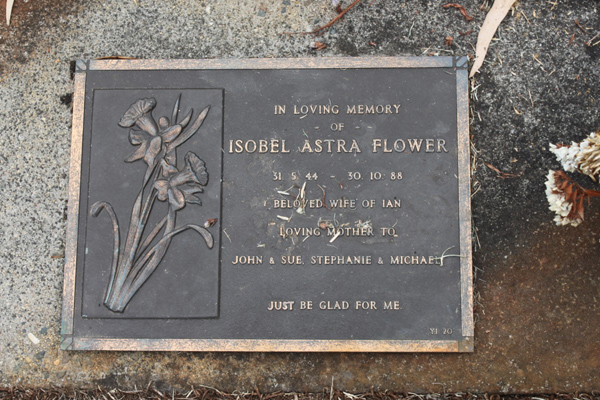 IN LOVING MEMORY
- OF -
ISOBEL ASTRA FLOWER
31. 5. 44 - 30. 10. 88
BELOVED WIFE OF IAN
LOVING MOTHER TO
JOHN & SUE, STEPHANIE & MICHAEL
JUST BE GLAD FOR ME.